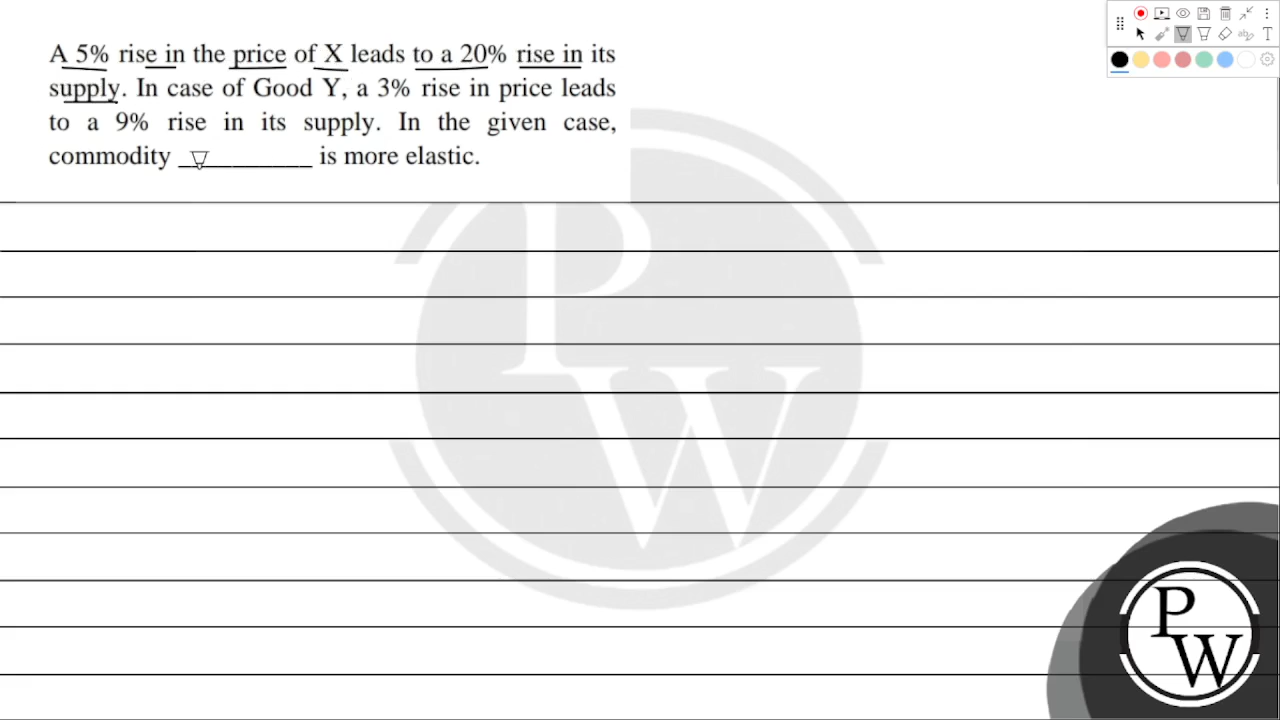 A 5% rise in the price of X leads to a 20% rise in its
supply. In case of Good Y, a 3% rise in price leads
to a 9% rise in its supply. In the given case,
commodity __________ is more elastic.
PW
PW